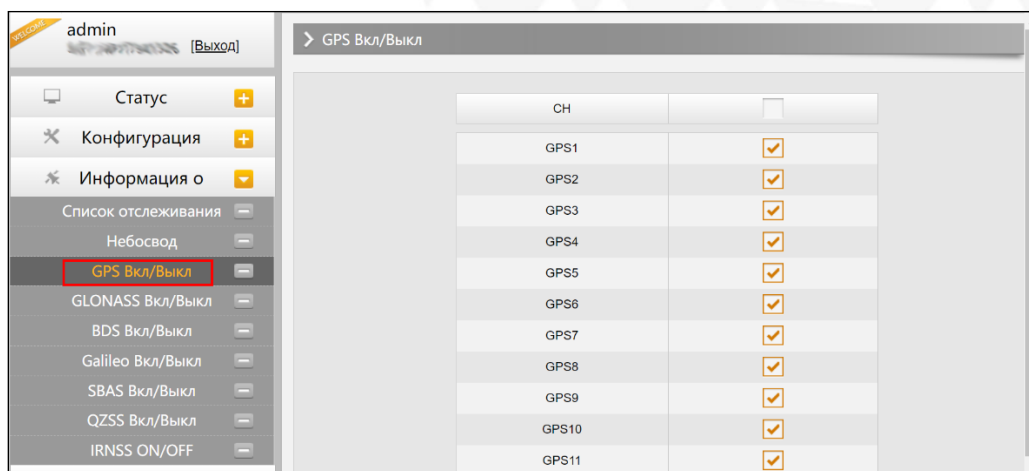 WELCOME
admin
[Выход]
Статус
Конфигурация
Информация о
Список отслеживания
Небосвод
GPS Вкл/Выкл
GLONASS Вкл/Выкл
BDS Вкл/Выкл
Galileo Вкл/Выкл
SBAS Вкл/Выкл
QZSS Вкл/Выкл
IRNSS ON/OFF
GPS Вкл/Выкл
CH
GPS1
GPS2
GPS3
GPS4
GPS5
GPS6
GPS7
GPS8
GPS9
GPS10
GPS11